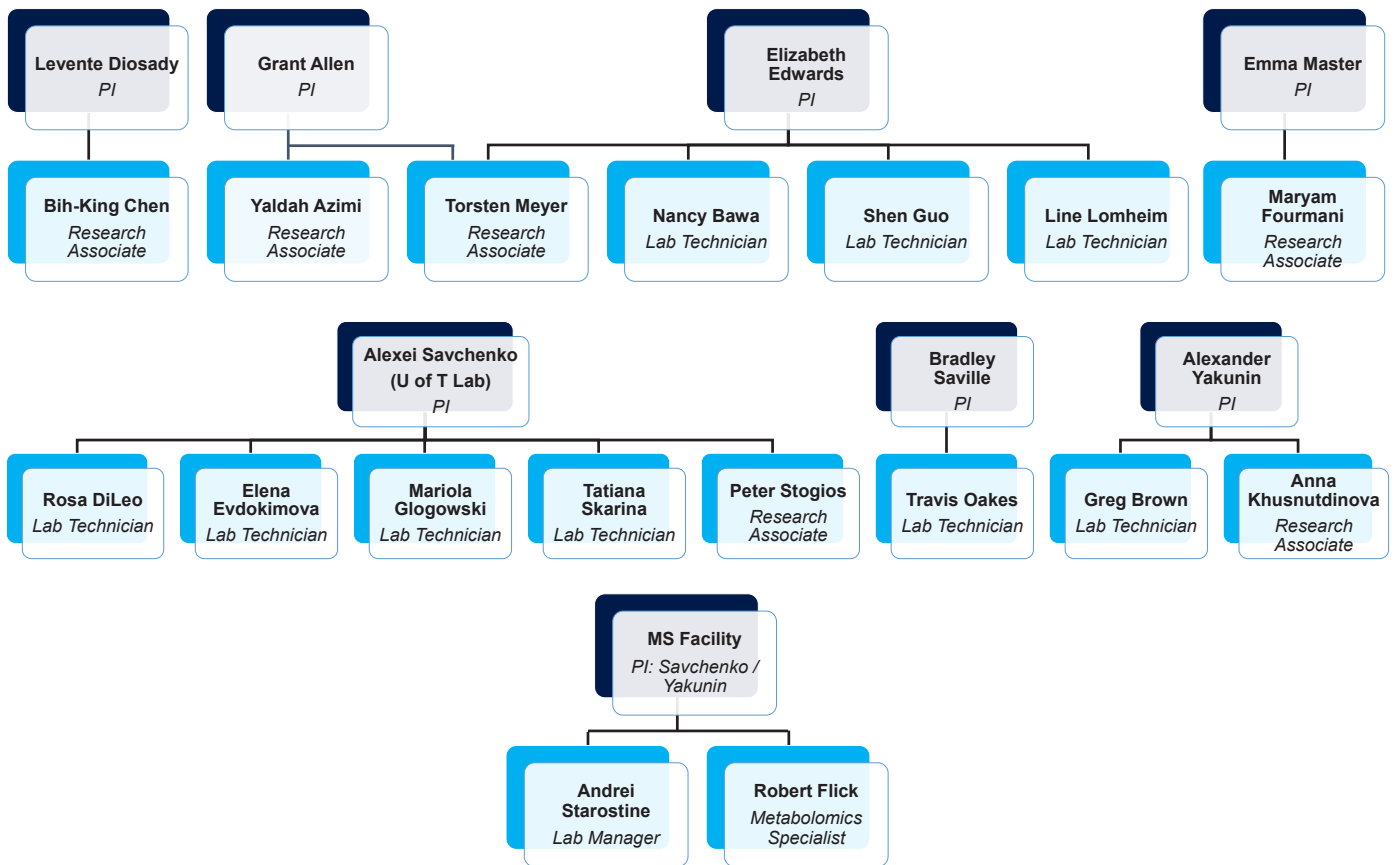 Levente Diosady
PI
Grant Allen
PI
Elizabeth
Edwards
PI
Emma Master
PI
Bih-King Chen
Research
Associate
Yaldah Azimi
Research
Associate
Torsten Meyer
Research
Associate
Nancy Bawa
Lab Technician
Shen Guo
Lab Technician
Line Lomheim
Lab Technician
Maryam
Fourmani
Research
Associate
Alexei Savchenko
(U of T Lab)
PI
Bradley
Saville
PI
Alexander
Yakunin
PI
Rosa DiLeo
Lab Technician
Elena
Evdokimova
Lab Technician
Mariola
Glogowski
Lab Technician
Tatiana
Skarina
Lab Technician
Peter Stogios
Research
Associate
Travis Oakes
Lab Technician
Greg Brown
Lab Technician
Anna
Khusnutdinova
Research
Associate
MS Facility
PI: Savchenko /
Yakunin
Andrei
Starostine
Lab Manager
Robert Flick
Metabolomics
Specialist